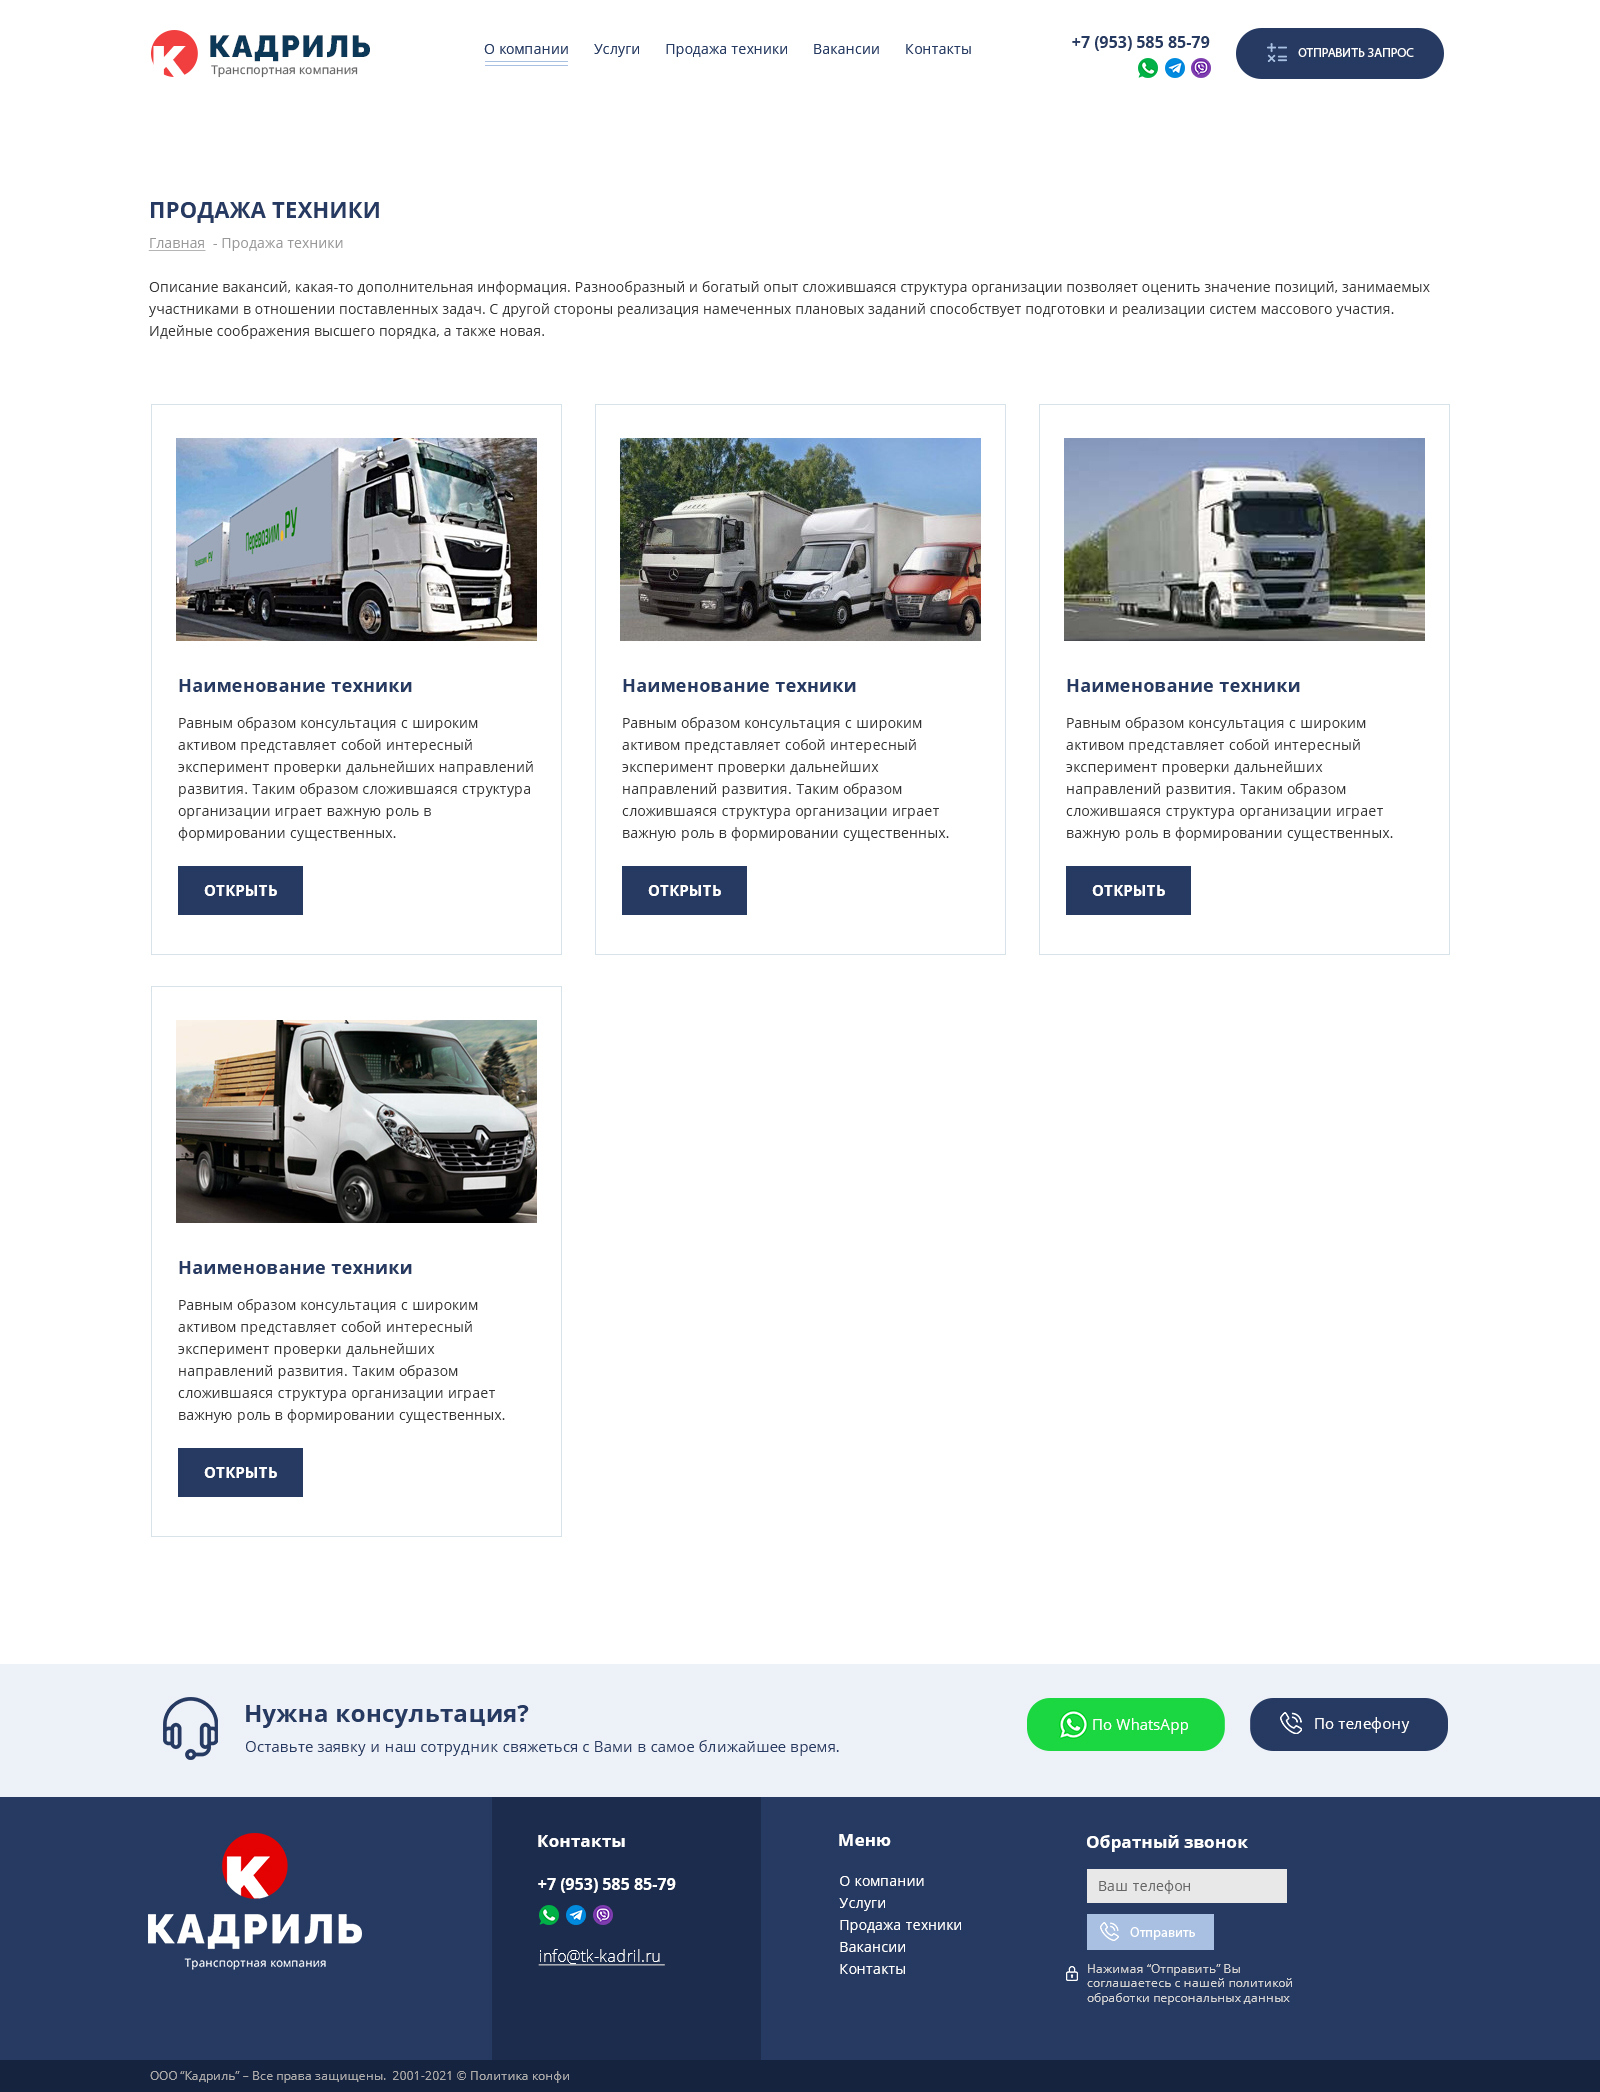 КАДРИЛЬ
Транспортная компания
О компании Услуги Продажа техники Вакансии Контакты
+7 (953) 585 85-79
ОТПРАВИТЬ ЗАПРОС
ПРОДАЖА ТЕХНИКИ
Главная - Продажа техники
Описание вакансий, какая-то дополнительная информация. Разнообразный и богатый опыт сложившаяся структура организации позволяет оценить значение позиций, занимаемых
участниками в отношении поставленных задач. С другой стороны реализация намеченных плановых заданий способствует подготовки и реализации систем массового участия.
Идейные соображения высшего порядка, а также новая.
Перевозим.РУ
Перевозим.РУ
Наименование техники
Равным образом консультация с широким
активом представляет собой интересный
эксперимент проверки дальнейших направлений
развития. Таким образом сложившаяся структура
организации играет важную роль в
формировании существенных.
ОТКРЫТЬ
Наименование техники
Равным образом консультация с широким
активом представляет собой интересный
эксперимент проверки дальнейших
направлений развития. Таким образом
сложившаяся структура организации играет
важную роль в формировании существенных.
ОТКРЫТЬ
MAN
Наименование техники
Равным образом консультация с широким
активом представляет собой интересный
эксперимент проверки дальнейших
направлений развития. Таким образом
сложившаяся структура организации играет
важную роль в формировании существенных.
ОТКРЫТЬ
Наименование техники
Равным образом консультация с широким
активом представляет собой интересный
эксперимент проверки дальнейших
направлений развития. Таким образом
сложившаяся структура организации играет
важную роль в формировании существенных.
ОТКРЫТЬ
Нужна консультация?
Оставьте заявку и наш сотрудник свяжеться с Вами в самое ближайшее время.
По WhatsApp
По телефону
КАДРИЛЬ
Транспортная компания
Контакты
+7 (953) 585 85-79
info@tk-kadril.ru
Меню
О компании
Услуги
Продажа техники
Вакансии
Контакты
Обратный звонок
Ваш телефон
Отправить
Нажимая “Отправить” Вы
соглашаетесь с нашей политикой
обработки персональных данных
ООО “Кадриль” – Все права защищены. 2001-2021 © Политика конфи